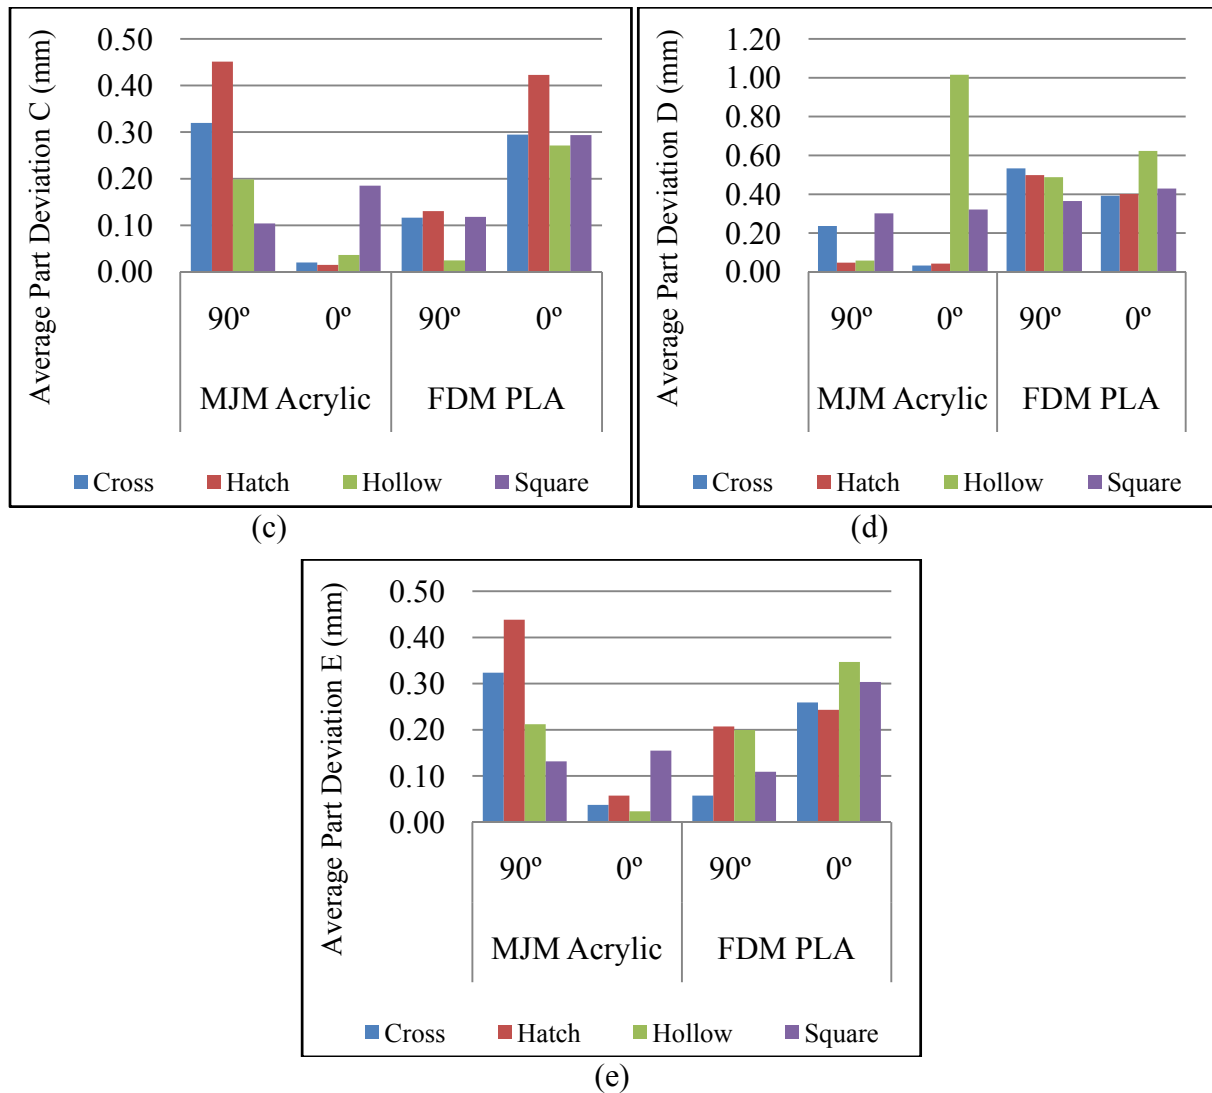 Average Part Deviation C (mm)
0.50
0.40
0.30
0.20
0.10
0.00
90º 0º 90º 0º
MJM Acrylic FDM PLA
Cross Hatch Hollow Square
(c)
Average Part Deviation D (mm)
1.20
1.00
0.80
0.60
0.40
0.20
0.00
90º 0º 90º 0º
MJM Acrylic FDM PLA
Cross Hatch Hollow Square
(d)
Average Part Deviation E (mm)
0.50
0.40
0.30
0.20
0.10
0.00
90º 0º 90º 0º
MJM Acrylic FDM PLA
Cross Hatch Hollow Square
(e)